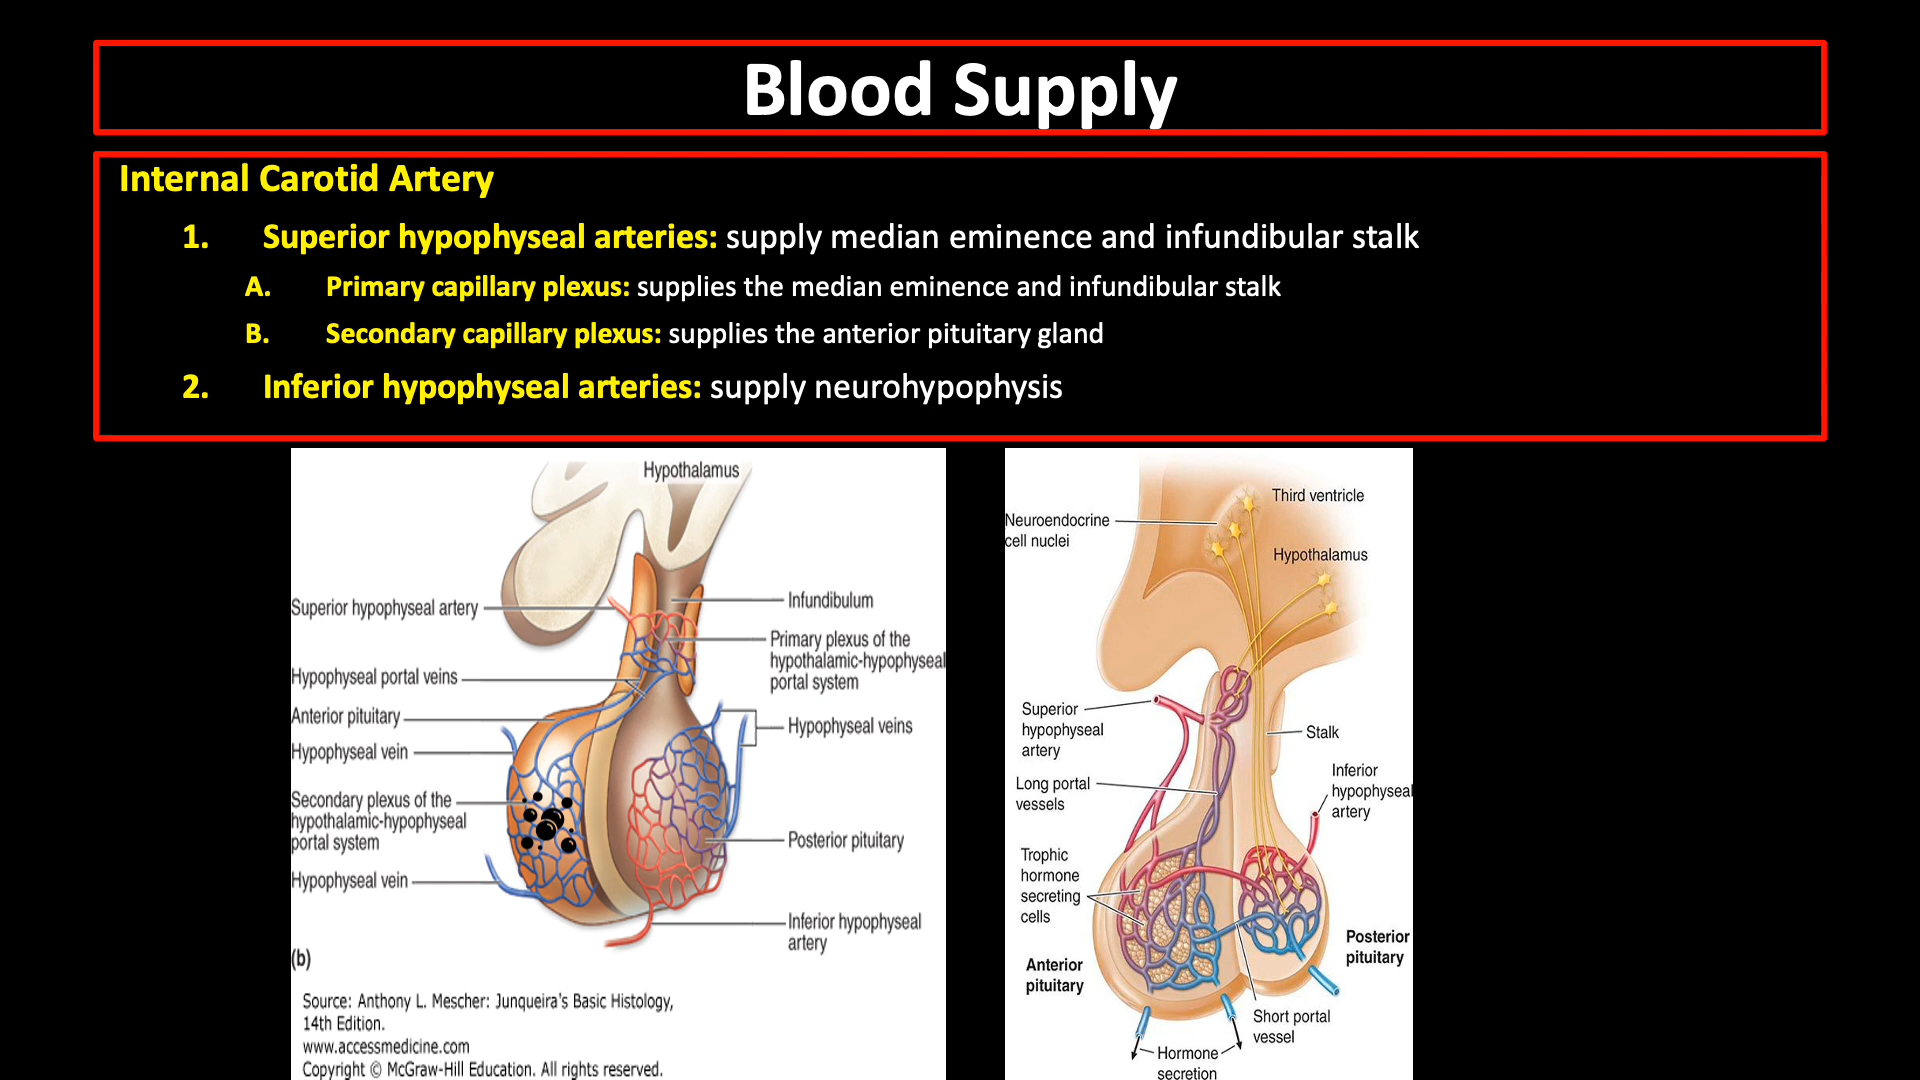 Blood Supply
Internal Carotid Artery
1. Superior hypophyseal arteries: supply median eminence and infundibular stalk
A. Primary capillary plexus: supplies the median eminence and infundibular stalk
B. Secondary capillary plexus: supplies the anterior pituitary gland
2. Inferior hypophyseal arteries: supply neurohypophysis
Hypothalamus
Superior hypophyseal artery
Hypophyseal portal veins
Anterior pituitary
Hypophyseal vein
Secondary plexus of the
hypothalamic-hypophyseal
portal system
Hypophyseal vein
Infundibulum
Primary plexus of the
hypothalamic-hypophyseal
portal system
Hypophyseal veins
Posterior pituitary
Inferior hypophyseal
artery
(b)
Source: Anthony L. Mescher: Junqueira's Basic Histology,
14th Edition.
www.accessmedicine.com
Copyright © McGraw-Hill Education. All rights reserved.
Third ventricle
Neuroendocrine
cell nuclei
Hypothalamus
Superior
hypophyseal
artery
Stalk
Long portal
vessels
Inferior
hypophyseal
artery
Trophic
hormone
secreting
cells
Anterior
pituitary
Posterior
pituitary
Short portal
vessel
Hormone
secretion